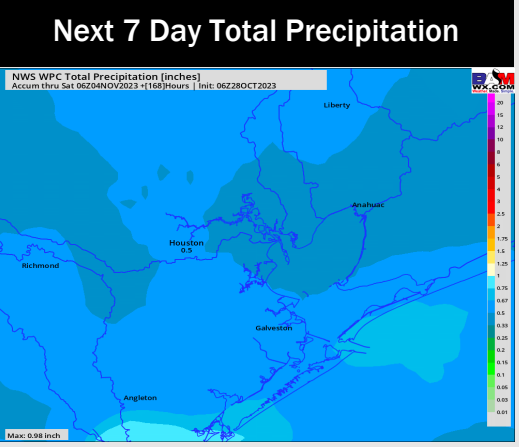 Next 7 Day Total Precipitation
NWS WPC Total Precipitation [inches]
Accum thru Sat 06Z04NOV2023 +[168]Hours | Init: 06Z28OCT2023
BAM
WX.COM
Liberty
Anahuac
Houston
0.5
Richmond
Galveston
Angleton
Max: 0.98 inch
20
15
12
10
8
6
5
4
3
2.5
2
1.75
1.5
1.25
1
0.75
0.67
0.5
0.33
0.25
0.2
0.15
0.1
0.05
0.03
0.01